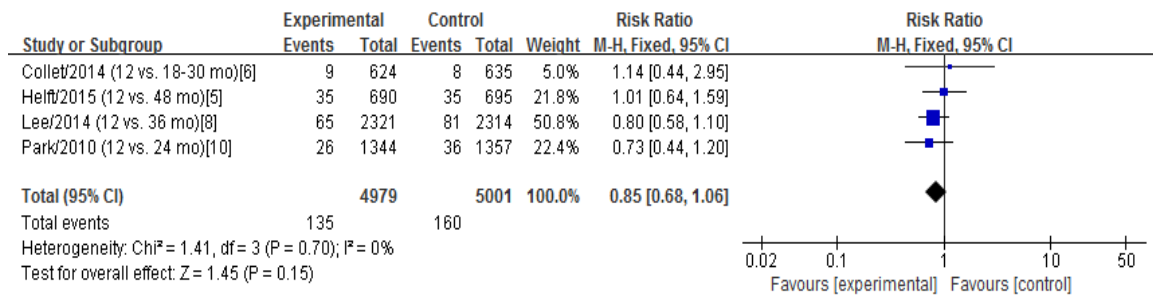 Experimental Control Risk Ratio Risk Ratio
Study or Subgroup Events Total Events Total Weight M-H, Fixed, 95% CI M-H, Fixed, 95% CI
Collet/2014 (12 vs. 18-30 mo)[6] 9 624 8 635 5.0% 1.14 [0.44, 2.95]
Helft/2015 (12 vs. 48 mo)[5] 35 690 35 695 21.8% 1.01 [0.64, 1.59]
Lee/2014 (12 vs. 36 mo)[8] 65 2321 81 2314 50.8% 0.80 [0.58, 1.10]
Park/2010 (12 vs. 24 mo)[10] 26 1344 36 1357 22.4% 0.73 [0.44, 1.20]
Total (95% CI) 4979 5001 100.0% 0.85 [0.68, 1.06]
Total events 135 160
Heterogeneity: Chi² = 1.41, df = 3 (P = 0.70); I² = 0%
Test for overall effect: Z = 1.45 (P = 0.15)
0.02 0.1 1 10 50
Favours [experimental] Favours [control]